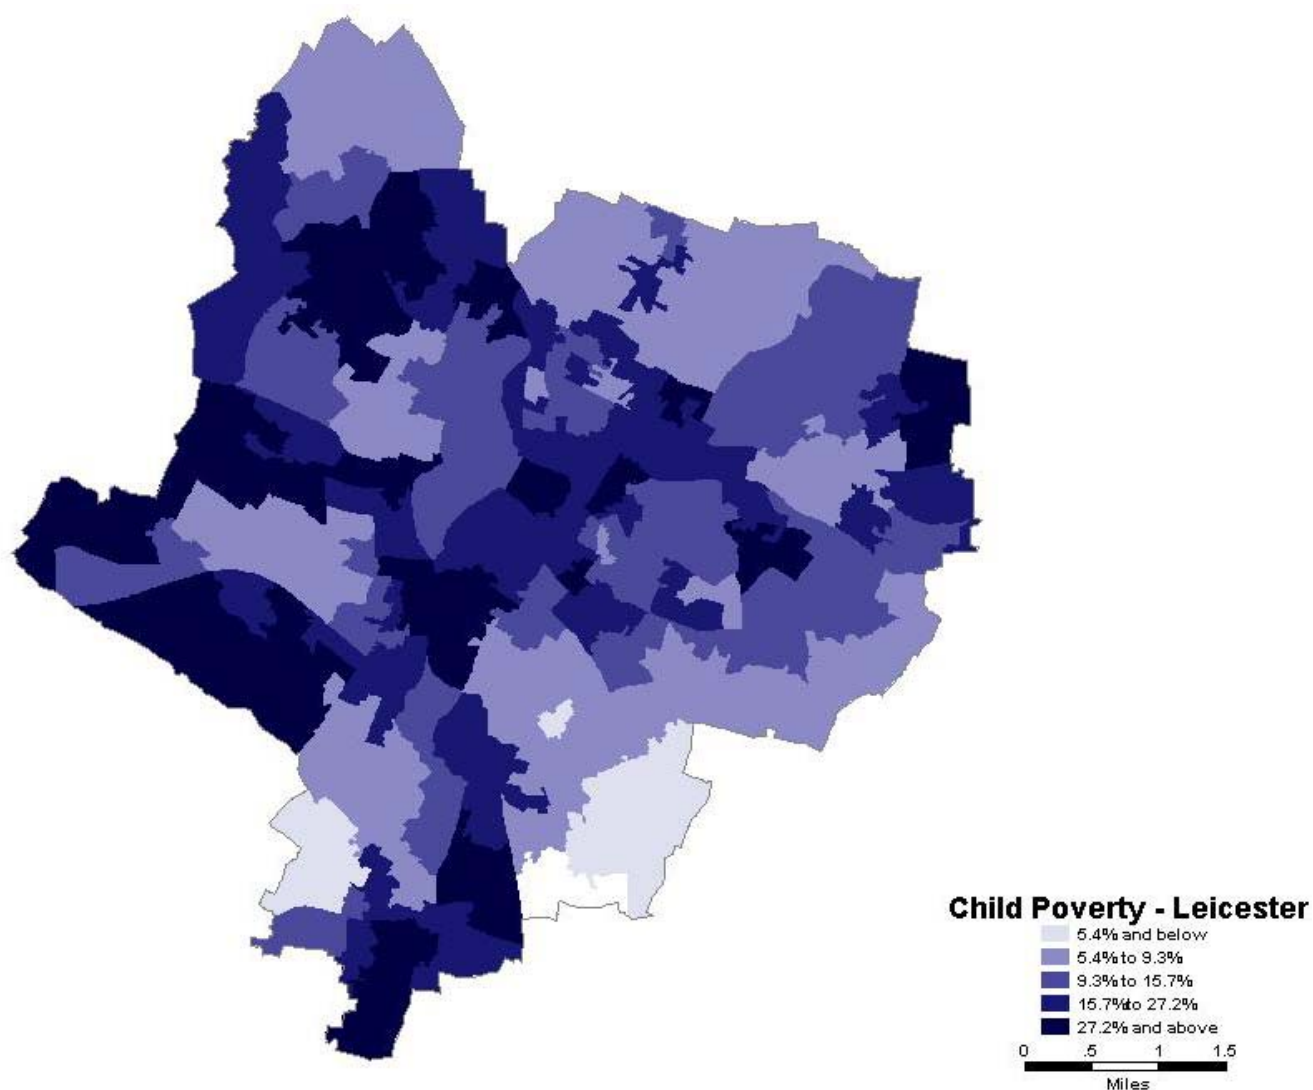 Child Poverty - Leicester
5.4% and below
5.4% to 9.3%
9.3% to 15.7%
15.7% to 27.2%
27.2% and above
0 .5 1 1.5
Miles